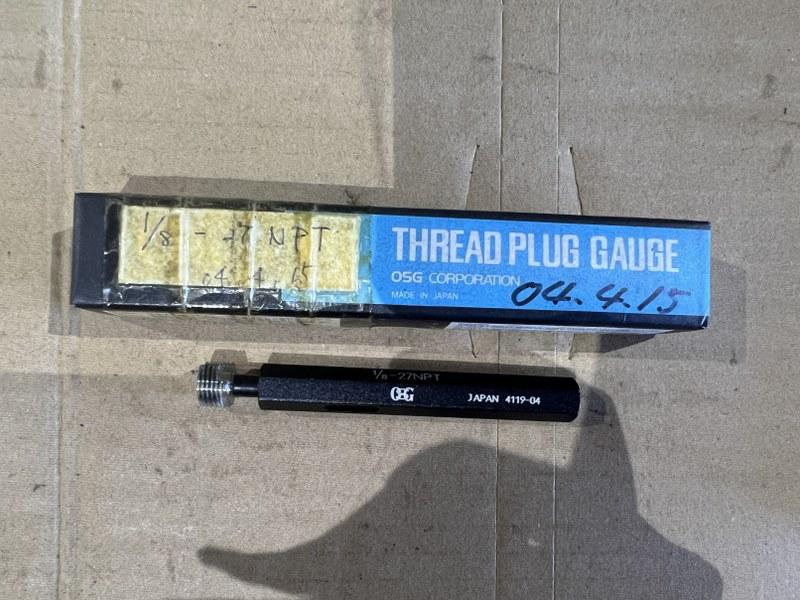 1/8 - 27 NPT
04. 4. 15
THREAD PLUG GAUGE
OSG CORPORATION
MADE IN JAPAN
04. 4. 15
1/8-27NPT
OSG
JAPAN 4119-04